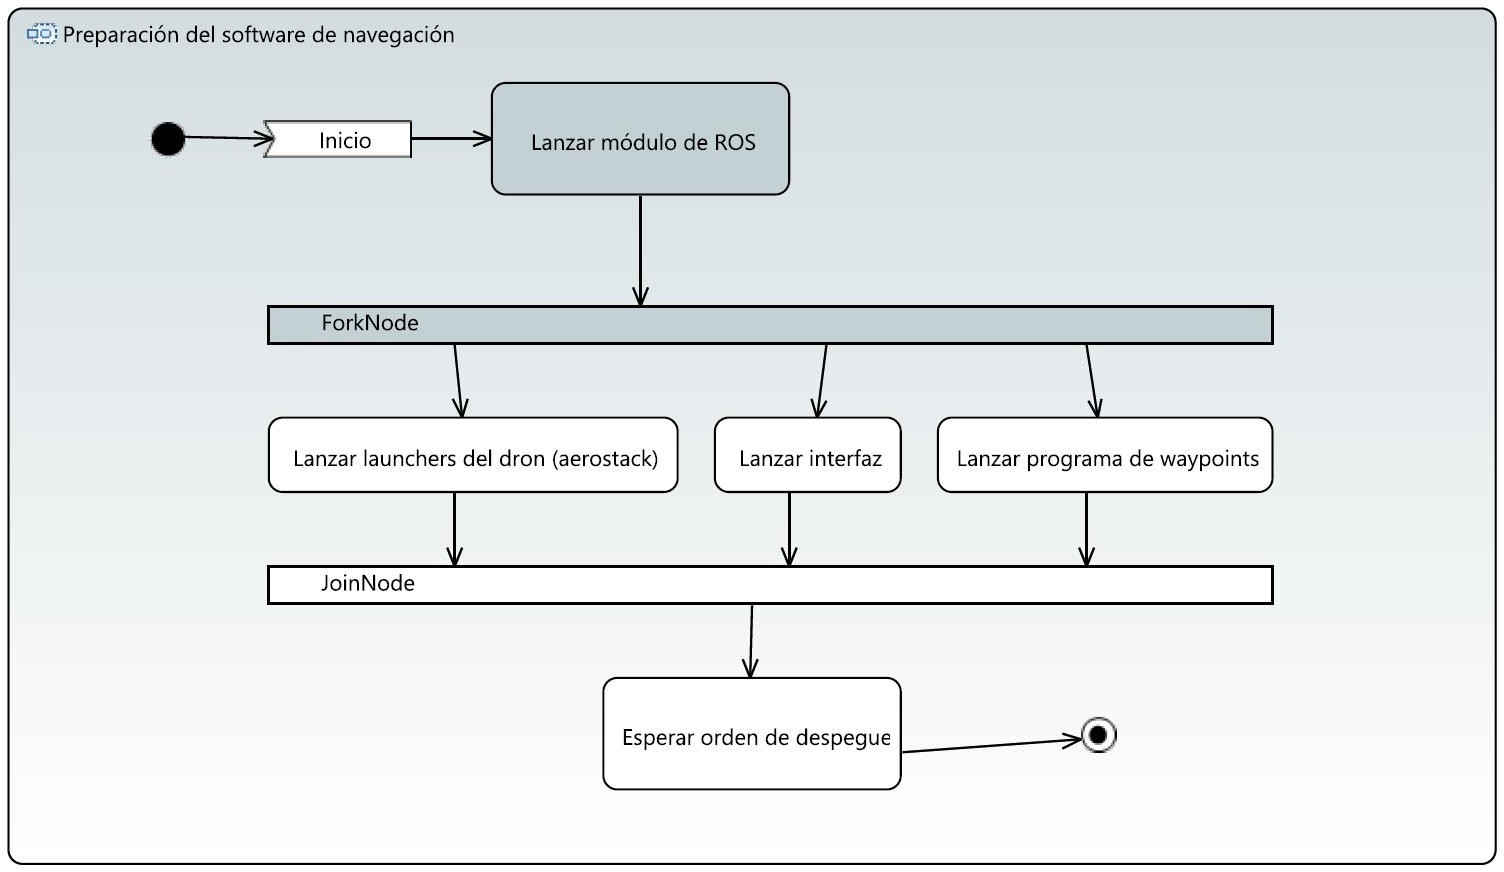 Preparación del software de navegación
Inicio
Lanzar módulo de ROS
ForkNode
Lanzar launchers del dron (aerostack)
Lanzar interfaz
Lanzar programa de waypoints
JoinNode
Esperar orden de despegue